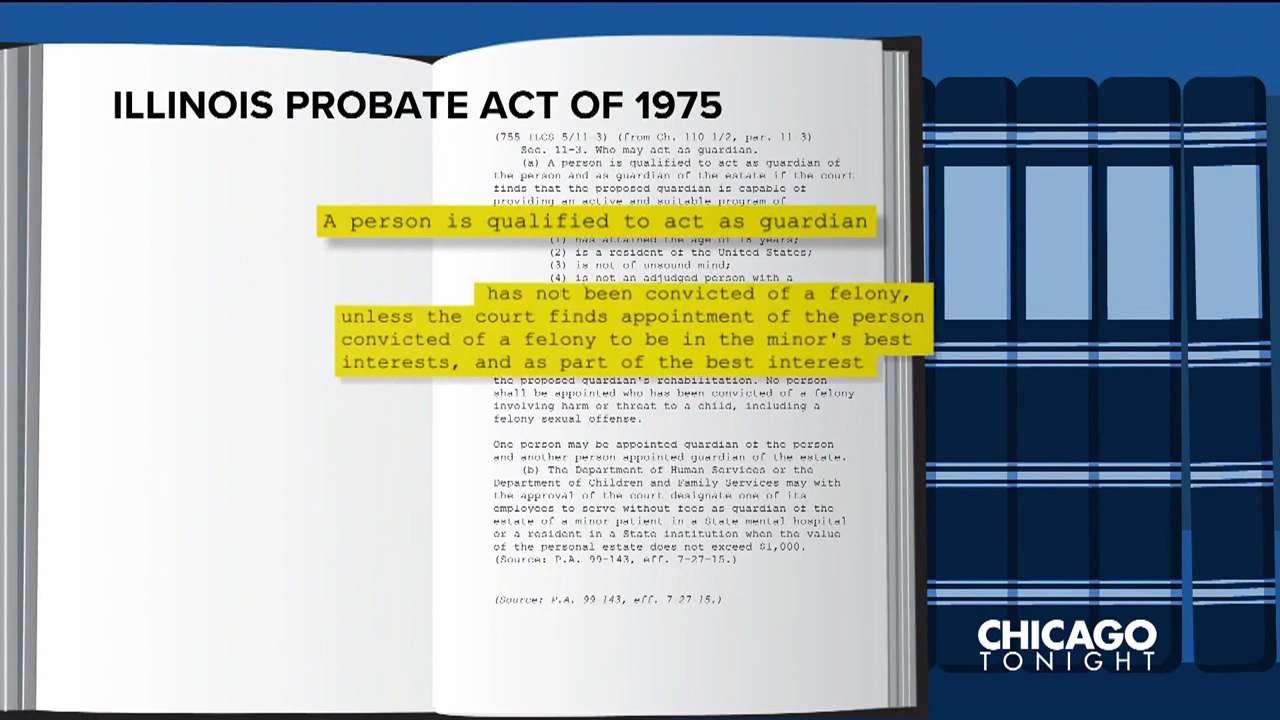 ILLINOIS PROBATE ACT OF 1975
(755 ILCS 5/11-3) (from Ch. 110 1/2, par. 11-3)
Sec. 11-3. Who may act as guardian.
(a) A person is qualified to act as guardian of
the person and as guardian of the estate if the court
finds that the proposed guardian is capable of
providing an active and suitable program of
A person is qualified to act as guardian
(1) has attained the age of 18 years;
(2) is a resident of the United States;
(3) is not of unsound mind;
(4) is not an adjudged person with a
has not been convicted of a felony,
unless the court finds appointment of the person
convicted of a felony to be in the minor's best
interests, and as part of the best interest
the proposed guardian's rehabilitation. No person
shall be appointed who has been convicted of a felony
involving harm or threat to a child, including a
felony sexual offense.
One person may be appointed guardian of the person
and another person appointed guardian of the estate.
(b) The Department of Human Services or the
Department of Children and Family Services may with
the approval of the court designate one of its
employees to serve without fees as guardian of the
estate of a minor patient in a State mental hospital
or a resident in a State institution when the value
of the personal estate does not exceed $1,000.
(Source: P.A. 99-143, eff. 7-27-15.)
(Source: P.A. 99-143, eff. 7-27-15.)
CHICAGO
TONIGHT